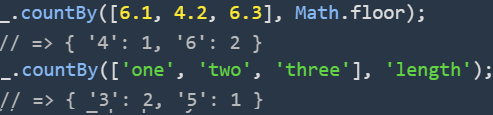 _.countBy([6.1, 4.2, 6.3], Math.floor);
// => { '4': 1, '6': 2 }
_.countBy(['one', 'two', 'three'], 'length');
// => { '3': 2, '5': 1 }